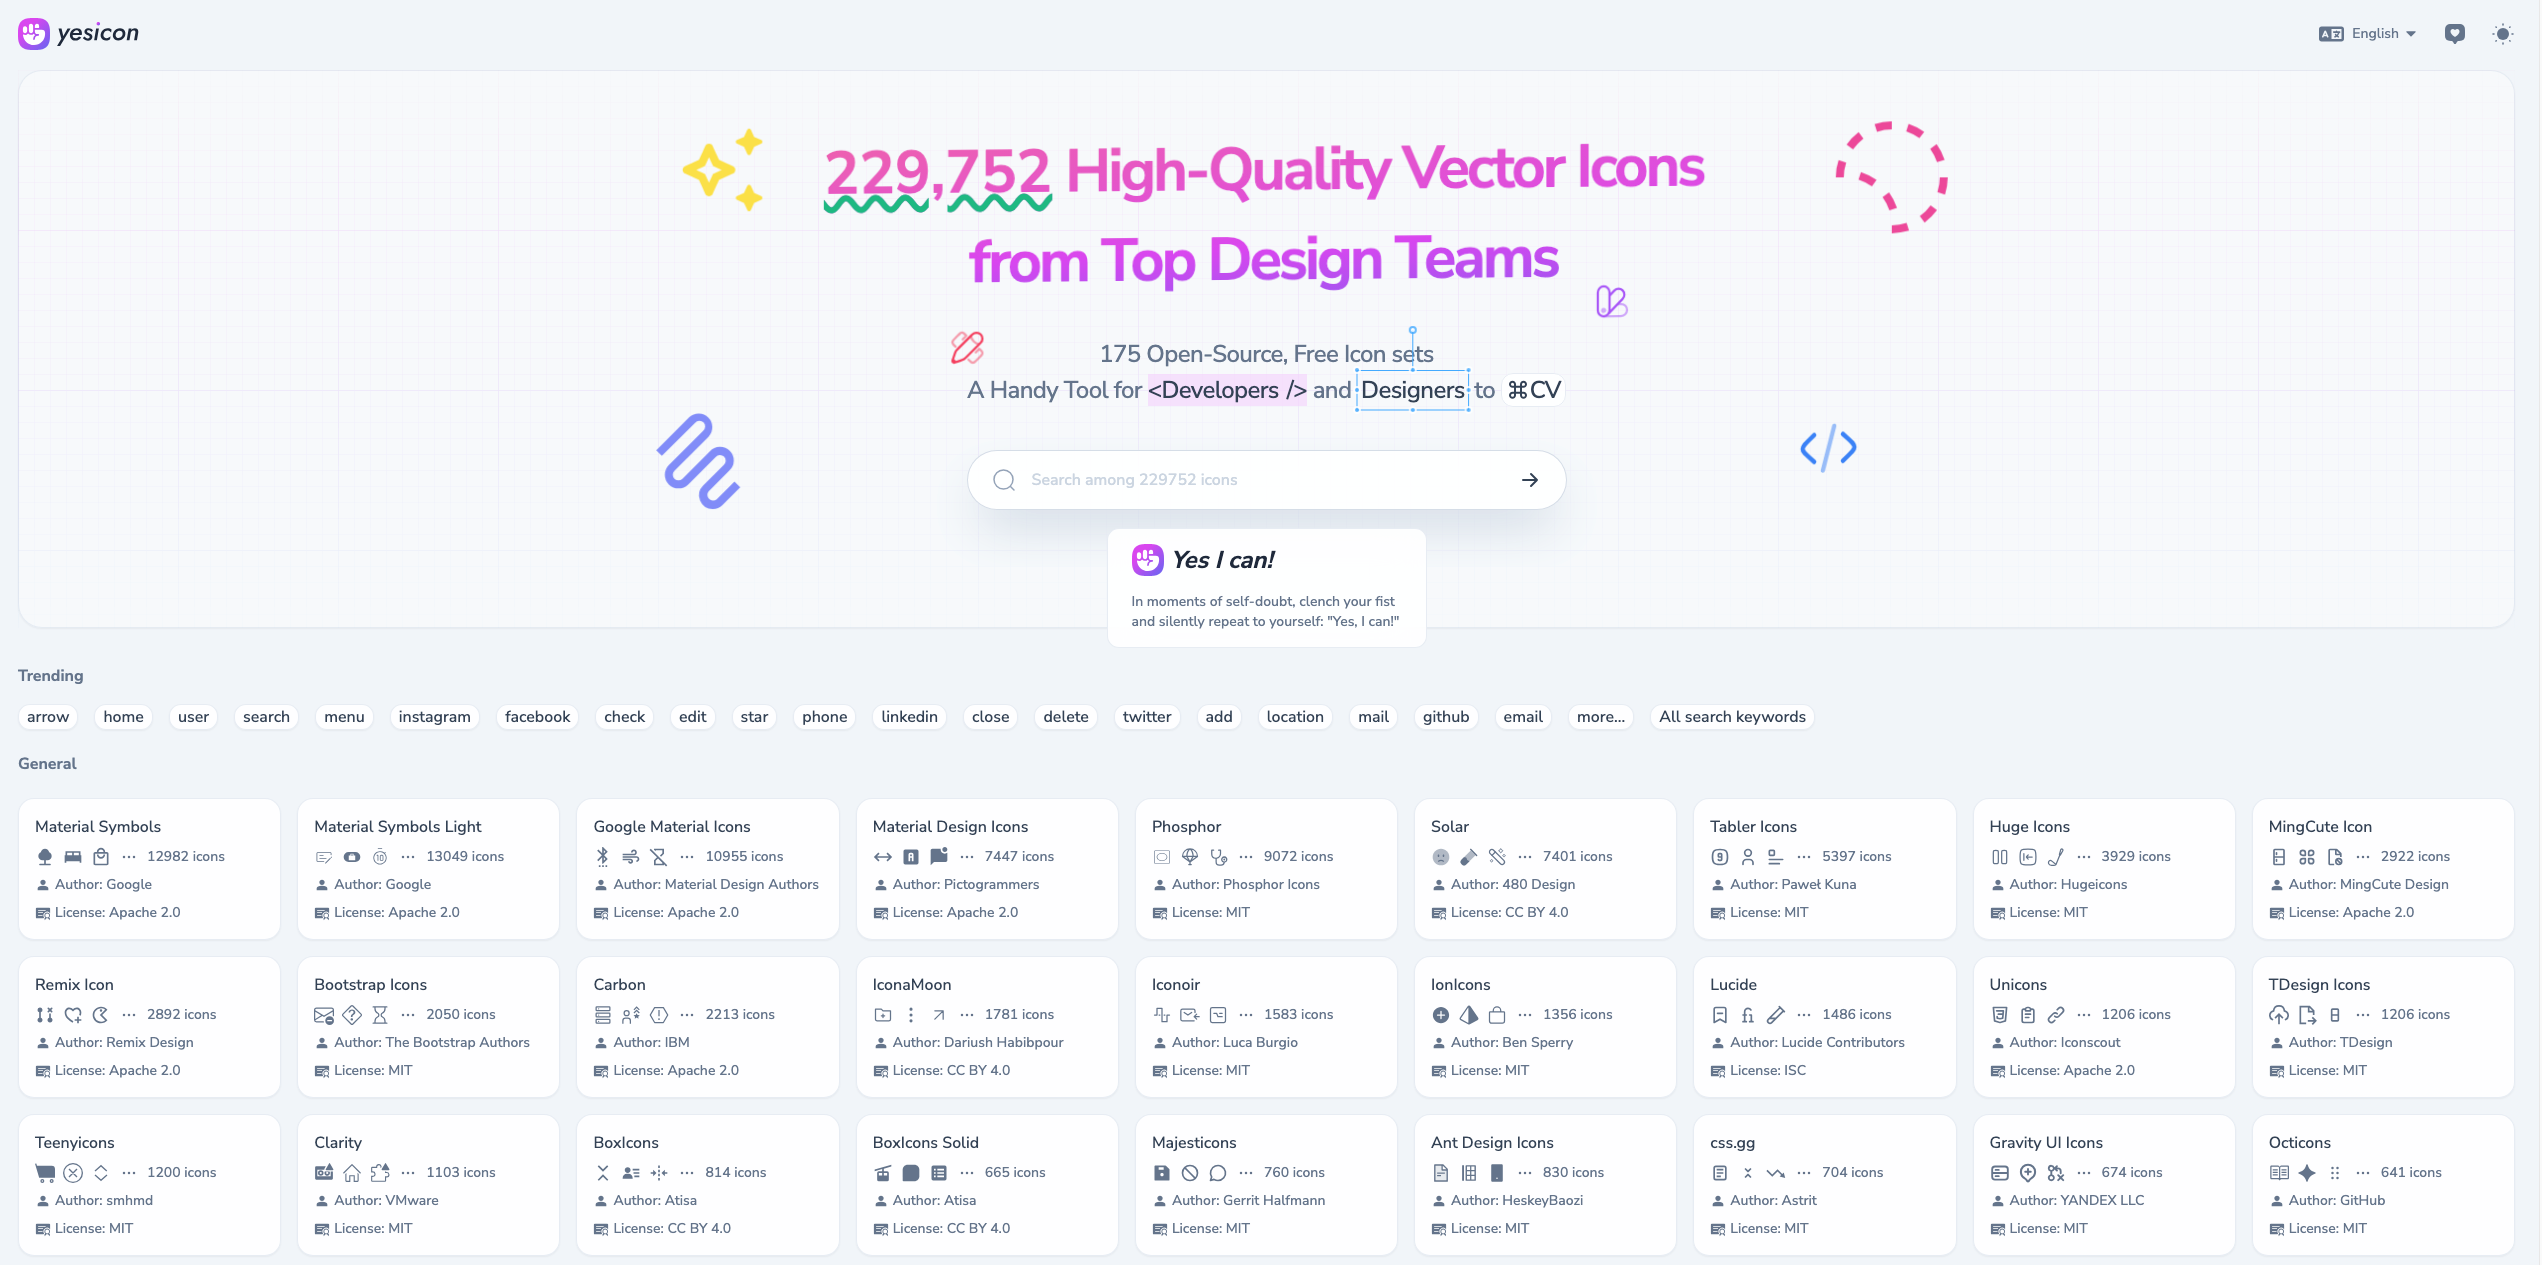 yesicon
English
229,752 High-Quality Vector Icons
from Top Design Teams
175 Open-Source, Free Icon sets
A Handy Tool for <Developers /> and Designers to ⌘CV
Search among 229752 icons
Yes I can!
In moments of self-doubt, clench your fist
and silently repeat to yourself: "Yes, I can!"
Trending
arrow home user search menu instagram facebook check edit star phone linkedin close delete twitter add location mail github email more... All search keywords
General
Material Symbols
12982 icons
Author: Google
License: Apache 2.0
Material Symbols Light
13049 icons
Author: Google
License: Apache 2.0
Google Material Icons
10955 icons
Author: Material Design Authors
License: Apache 2.0
Material Design Icons
7447 icons
Author: Pictogrammers
License: Apache 2.0
Phosphor
9072 icons
Author: Phosphor Icons
License: MIT
Solar
7401 icons
Author: 480 Design
License: CC BY 4.0
Tabler Icons
5397 icons
Author: Paweł Kuna
License: MIT
Huge Icons
3929 icons
Author: Hugeicons
License: MIT
MingCute Icon
2922 icons
Author: MingCute Design
License: Apache 2.0
Remix Icon
2892 icons
Author: Remix Design
License: Apache 2.0
Bootstrap Icons
2050 icons
Author: The Bootstrap Authors
License: MIT
Carbon
2213 icons
Author: IBM
License: Apache 2.0
IconaMoon
1781 icons
Author: Dariush Habibpour
License: CC BY 4.0
Iconoir
1583 icons
Author: Luca Burgio
License: MIT
IonIcons
1356 icons
Author: Ben Sperry
License: MIT
Lucide
1486 icons
Author: Lucide Contributors
License: ISC
Unicons
1206 icons
Author: Iconscout
License: Apache 2.0
TDesign Icons
1206 icons
Author: TDesign
License: MIT
Teenyicons
1200 icons
Author: smhmd
License: MIT
Clarity
1103 icons
Author: VMware
License: MIT
BoxIcons
814 icons
Author: Atisa
License: CC BY 4.0
BoxIcons Solid
665 icons
Author: Atisa
License: CC BY 4.0
Majesticons
760 icons
Author: Gerrit Halfmann
License: MIT
Ant Design Icons
830 icons
Author: HeskeyBaozi
License: MIT
css.gg
704 icons
Author: Astrit
License: MIT
Gravity UI Icons
674 icons
Author: YANDEX LLC
License: MIT
Octicons
641 icons
Author: GitHub
License: MIT